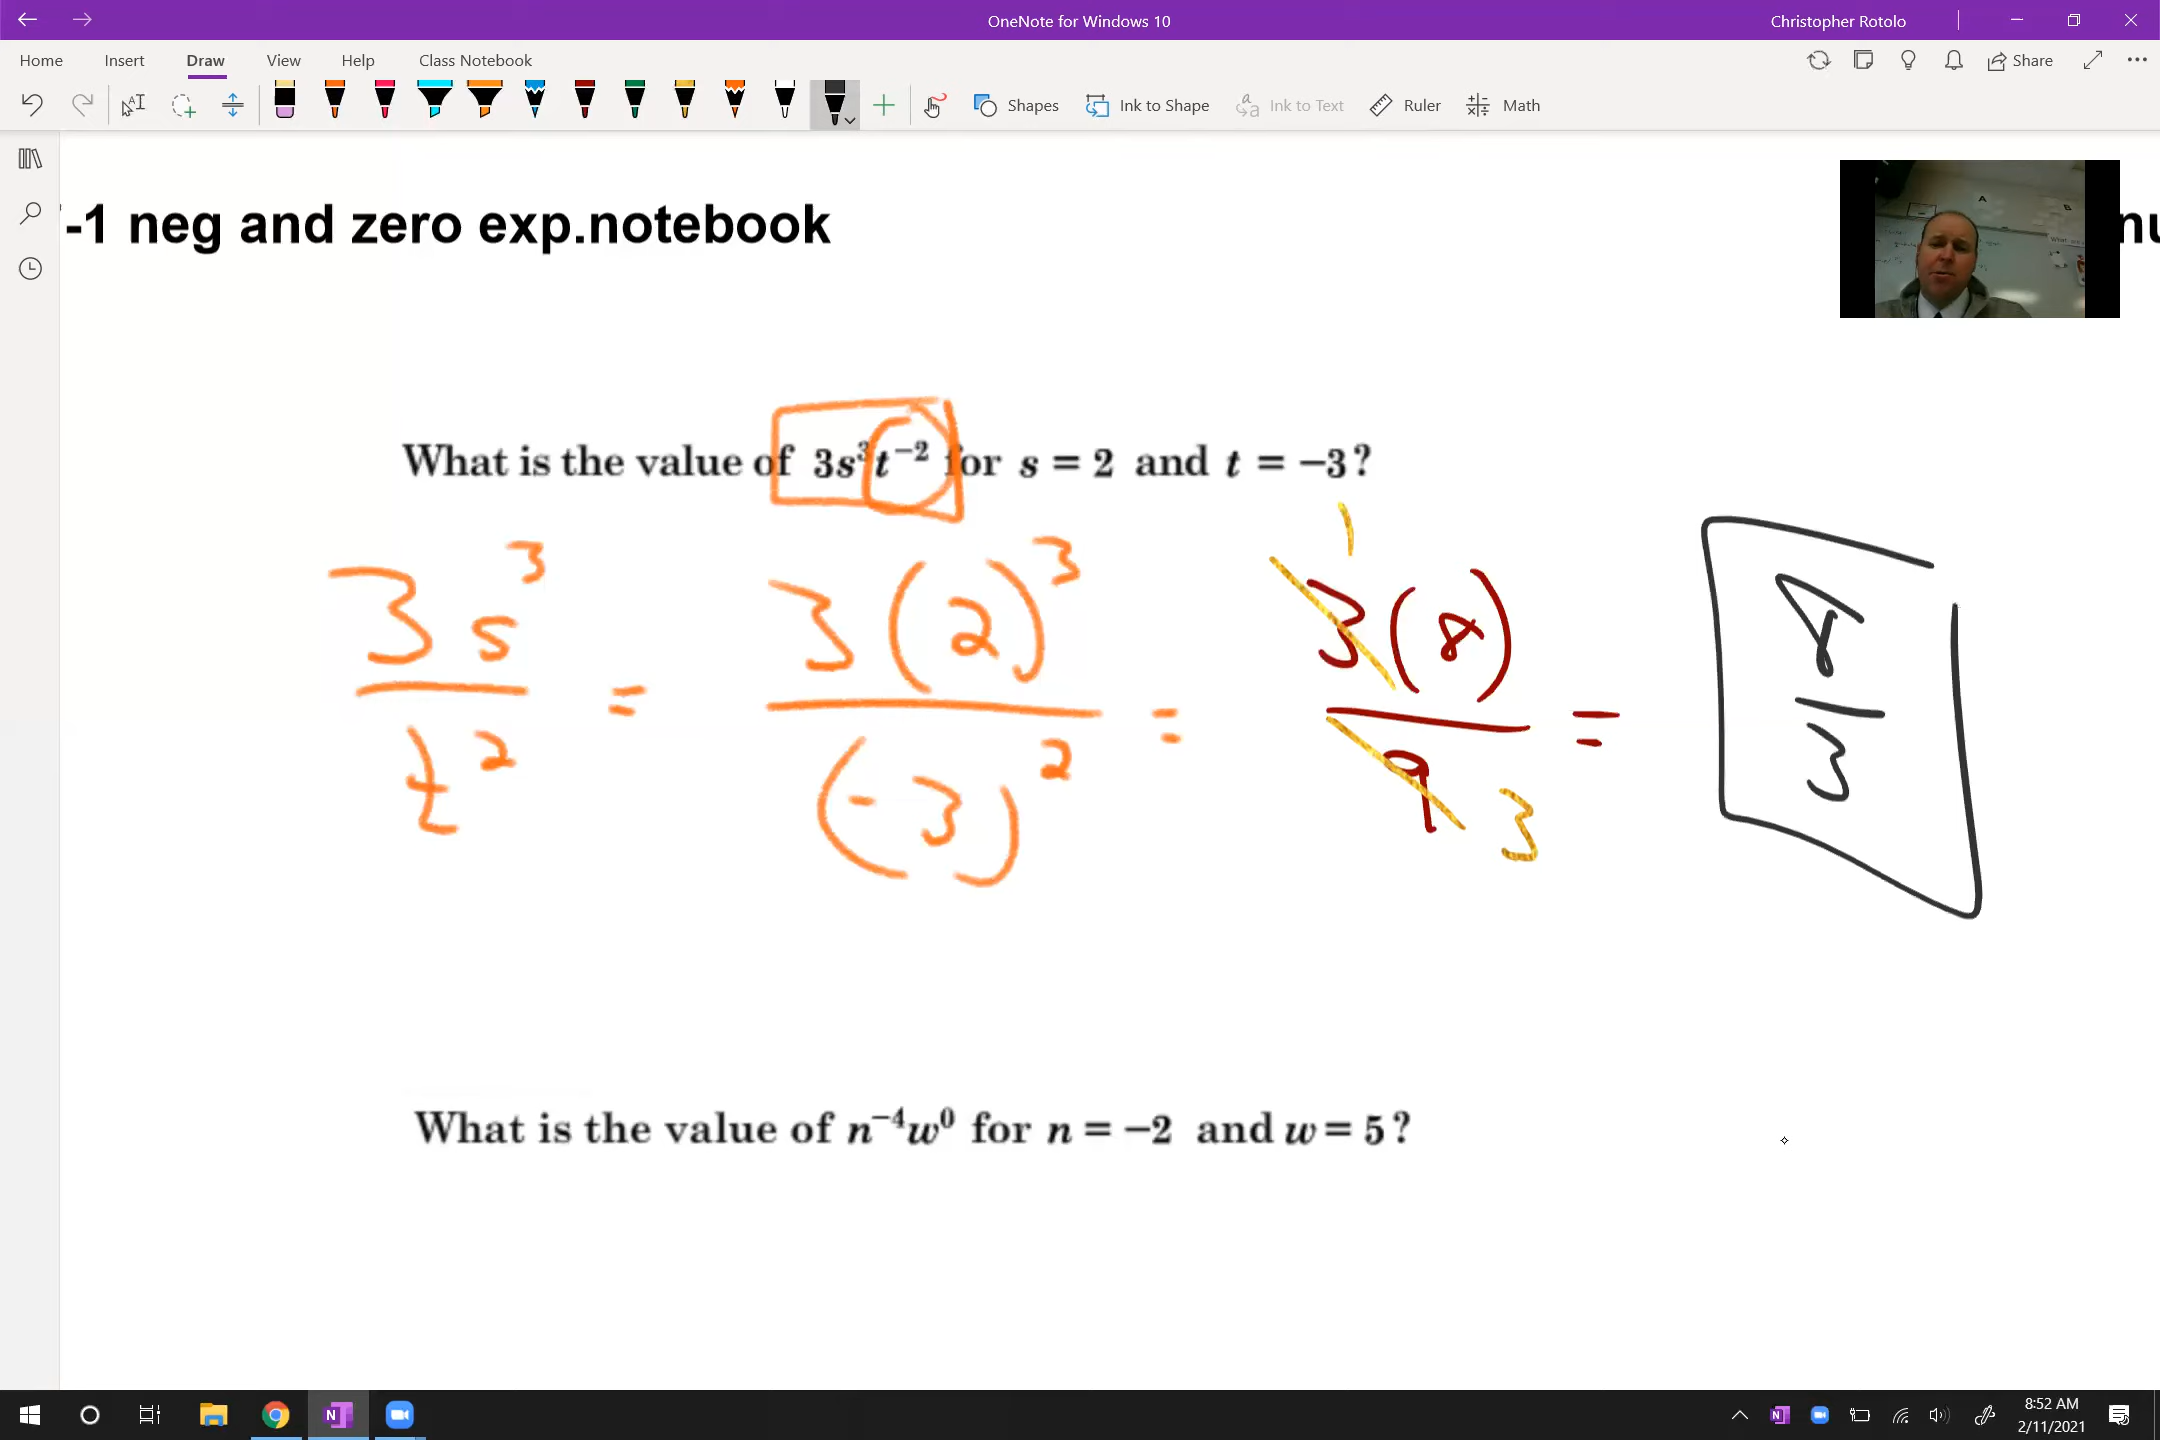 OneNote for Windows 10
Christopher Rotolo
Home Insert Draw View Help Class Notebook
Share
Shapes Ink to Shape Ink to Text Ruler Math
-1 neg and zero exp.notebook
What is the value of 3s³t⁻² for s = 2 and t = −3?
3s³ = 3(2)³ = 3(8) = 8
t² (-3)² 9 3
1
3
What is the value of n⁻⁴w⁰ for n = −2 and w = 5?
8:52 AM
2/11/2021